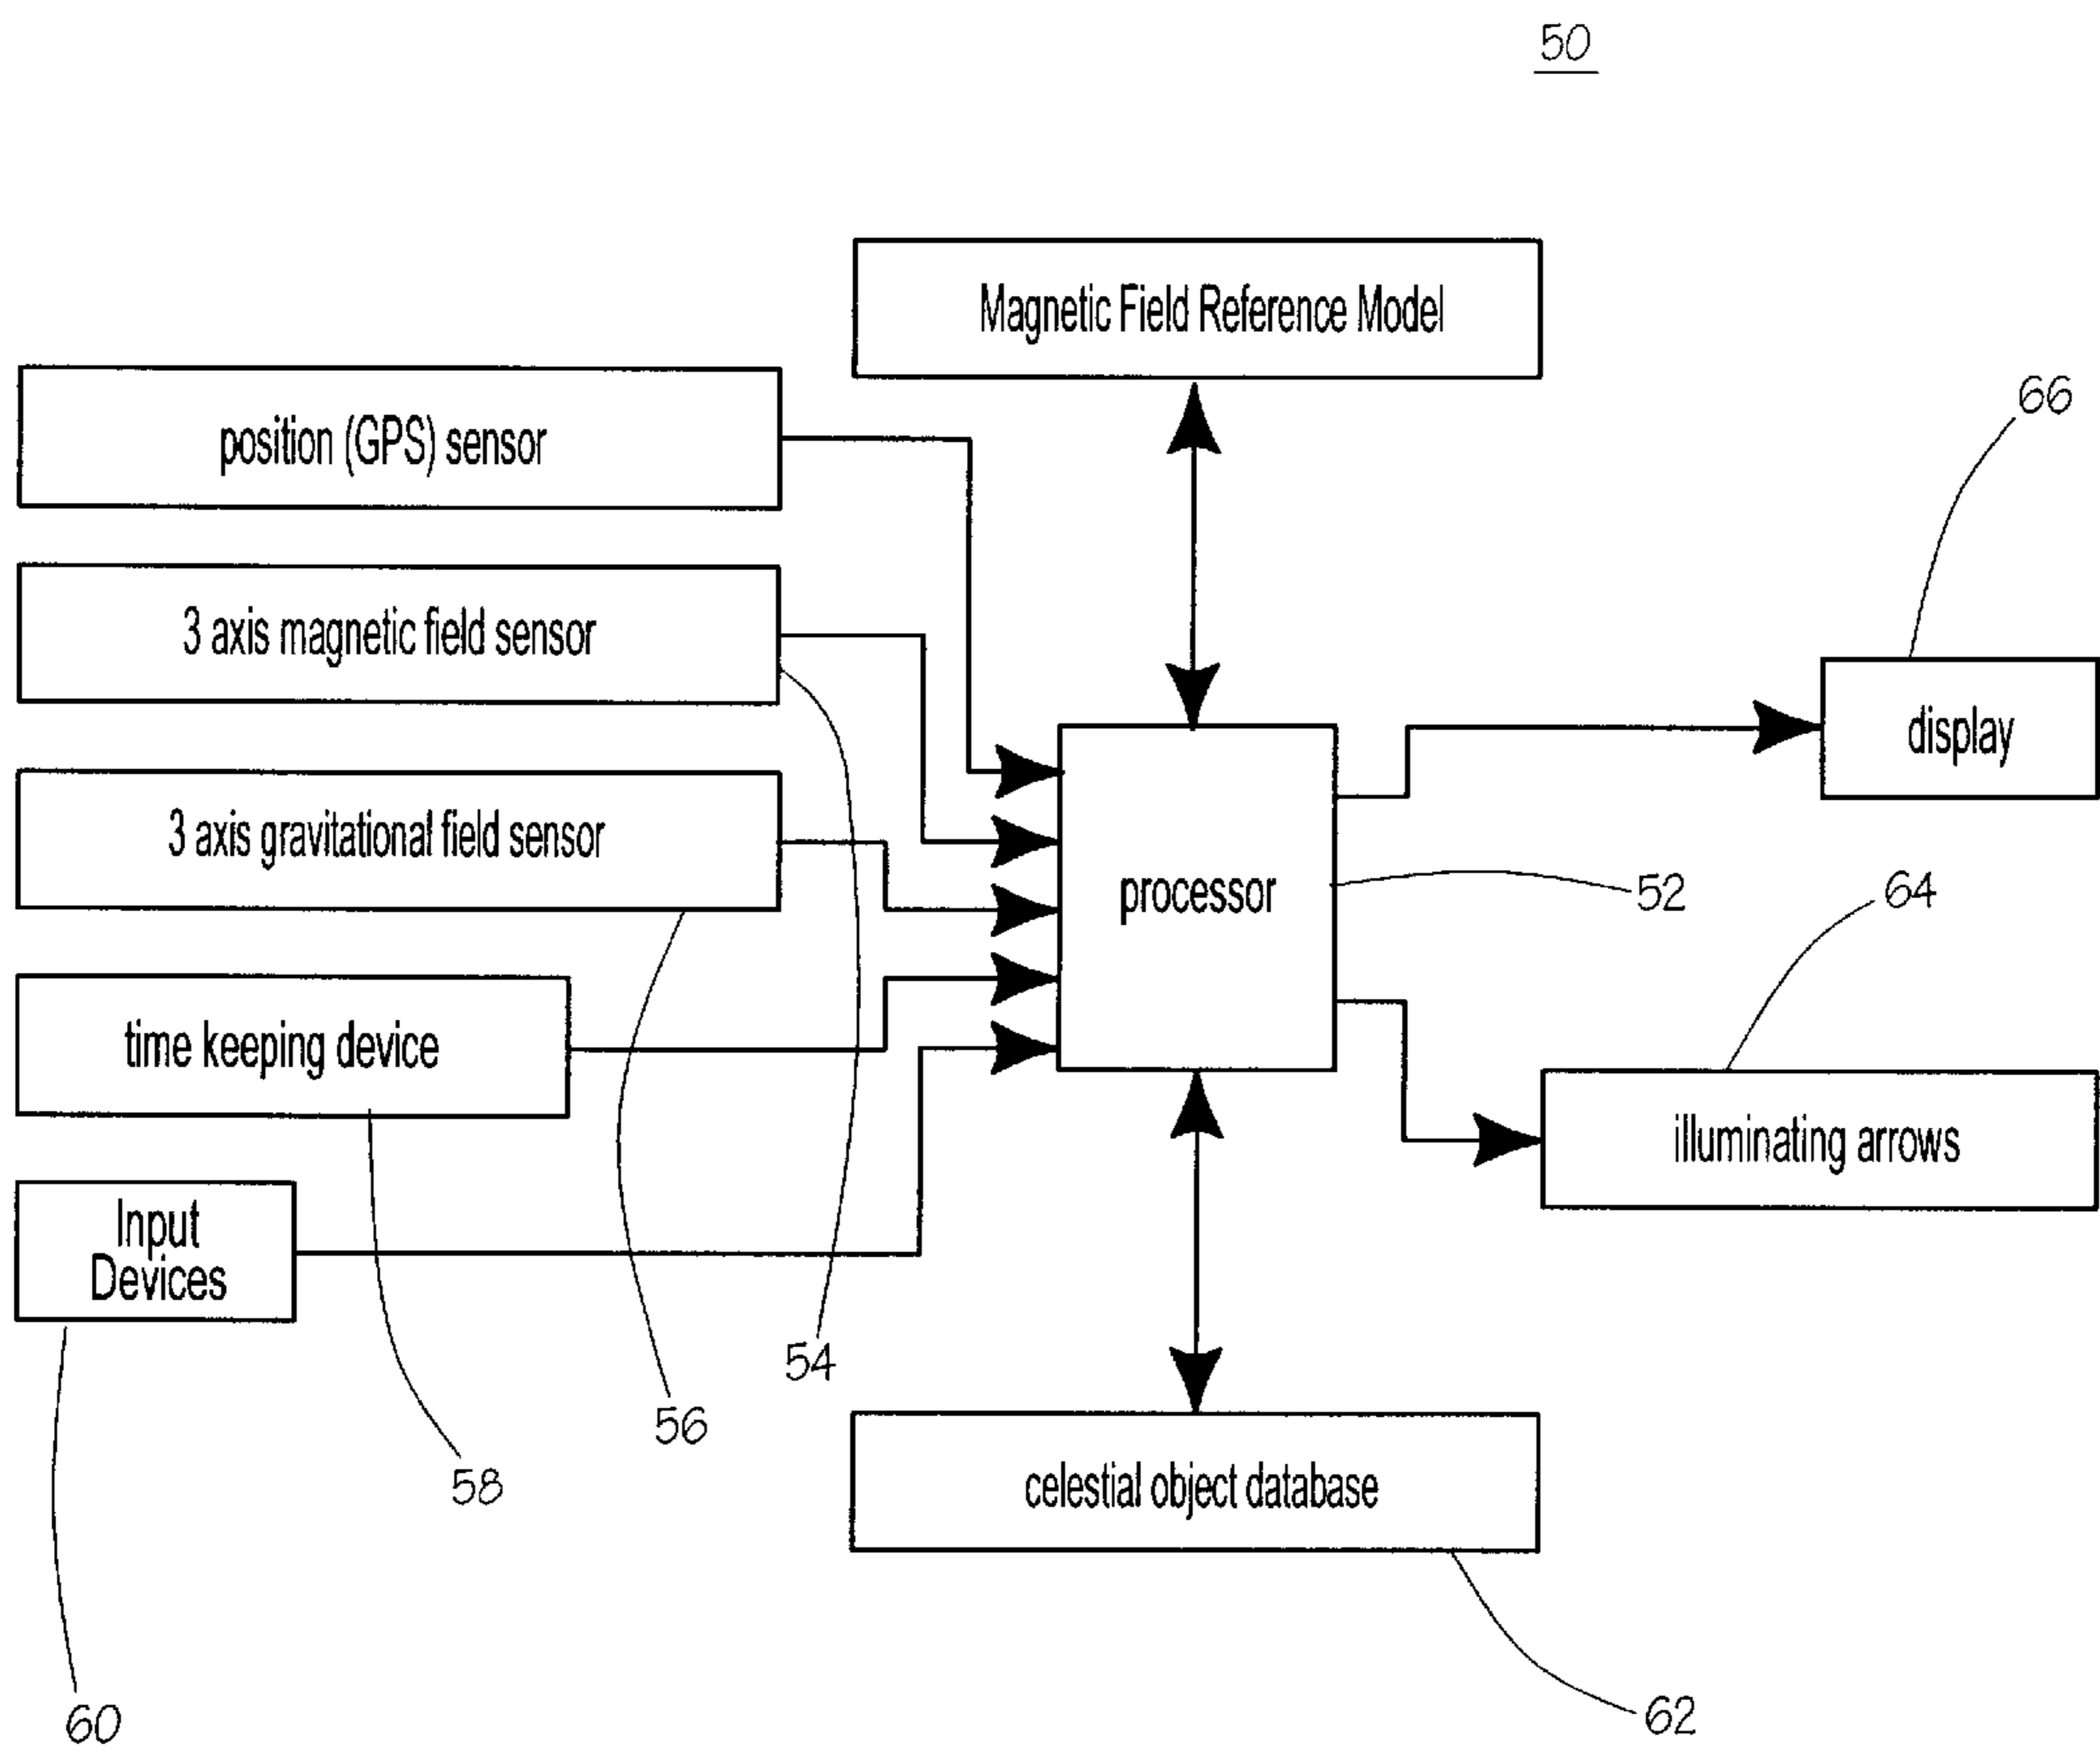 50
Magnetic Field Reference Model
position (GPS) sensor
66
3 axis magnetic field sensor
display
3 axis gravitational field sensor
processor
52
64
time keeping device
illuminating arrows
Input
Devices
54
56
58
celestial object database
60
62